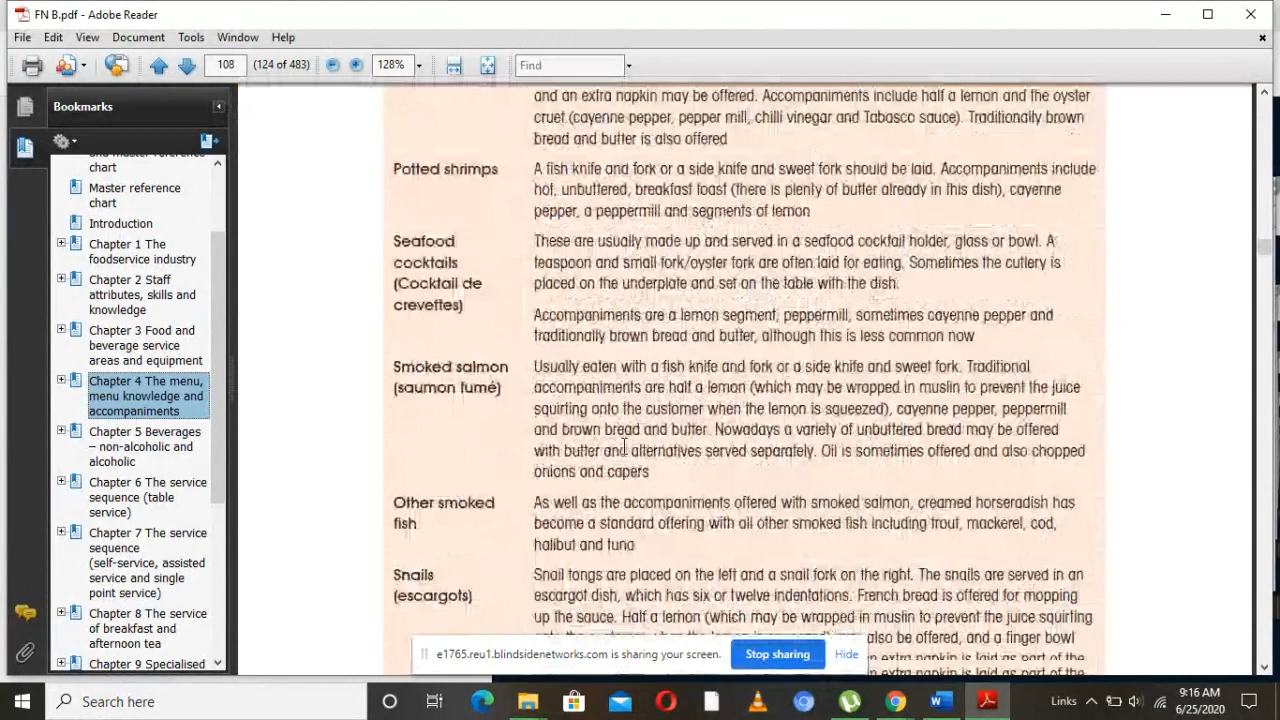 FN B.pdf - Adobe Reader
File Edit View Document Tools Window Help
108 (124 of 483) 128% Find
Bookmarks
and master reference
chart
Master reference
chart
Introduction
Chapter 1 The
foodservice industry
Chapter 2 Staff
attributes, skills and
knowledge
Chapter 3 Food and
beverage service
areas and equipment
Chapter 4 The menu,
menu knowledge and
accompaniments
Chapter 5 Beverages
– non-alcoholic and
alcoholic
Chapter 6 The service
sequence (table
service)
Chapter 7 The service
sequence
(self-service, assisted
service and single
point service)
Chapter 8 The service
of breakfast and
afternoon tea
Chapter 9 Specialised
and an extra napkin may be offered. Accompaniments include half a lemon and the oyster
cruet (cayenne pepper, pepper mill, chilli vinegar and Tabasco sauce). Traditionally brown
bread and butter is also offered
Potted shrimps
A fish knife and fork or a side knife and sweet fork should be laid. Accompaniments include
hot, unbuttered, breakfast toast (there is plenty of butter already in this dish), cayenne
pepper, a peppermill and segments of lemon
Seafood
cocktails
(Cocktail de
crevettes)
These are usually made up and served in a seafood cocktail holder, glass or bowl. A
teaspoon and small fork/oyster fork are often laid for eating. Sometimes the cutlery is
placed on the underplate and set on the table with the dish.
Accompaniments are a lemon segment, peppermill, sometimes cayenne pepper and
traditionally brown bread and butter, although this is less common now
Smoked salmon
(saumon fumé)
Usually eaten with a fish knife and fork or a side knife and sweet fork. Traditional
accompaniments are half a lemon (which may be wrapped in muslin to prevent the juice
squirting onto the customer when the lemon is squeezed), cayenne pepper, peppermill
and brown bread and butter. Nowadays a variety of unbuttered bread may be offered
with butter and alternatives served separately. Oil is sometimes offered and also chopped
onions and capers
Other smoked
fish
As well as the accompaniments offered with smoked salmon, creamed horseradish has
become a standard offering with all other smoked fish including trout, mackerel, cod,
halibut and tuna
Snails
(escargots)
Snail tongs are placed on the left and a snail fork on the right. The snails are served in an
escargot dish, which has six or twelve indentations. French bread is offered for mopping
up the sauce. Half a lemon (which may be wrapped in muslin to prevent the juice squirting
also be offered, and a finger bowl
extra napkin is laid as part of the
e1765.reu1.blindsidenetworks.com is sharing your screen. Stop sharing Hide
Search here
Links
9:16 AM
6/25/2020